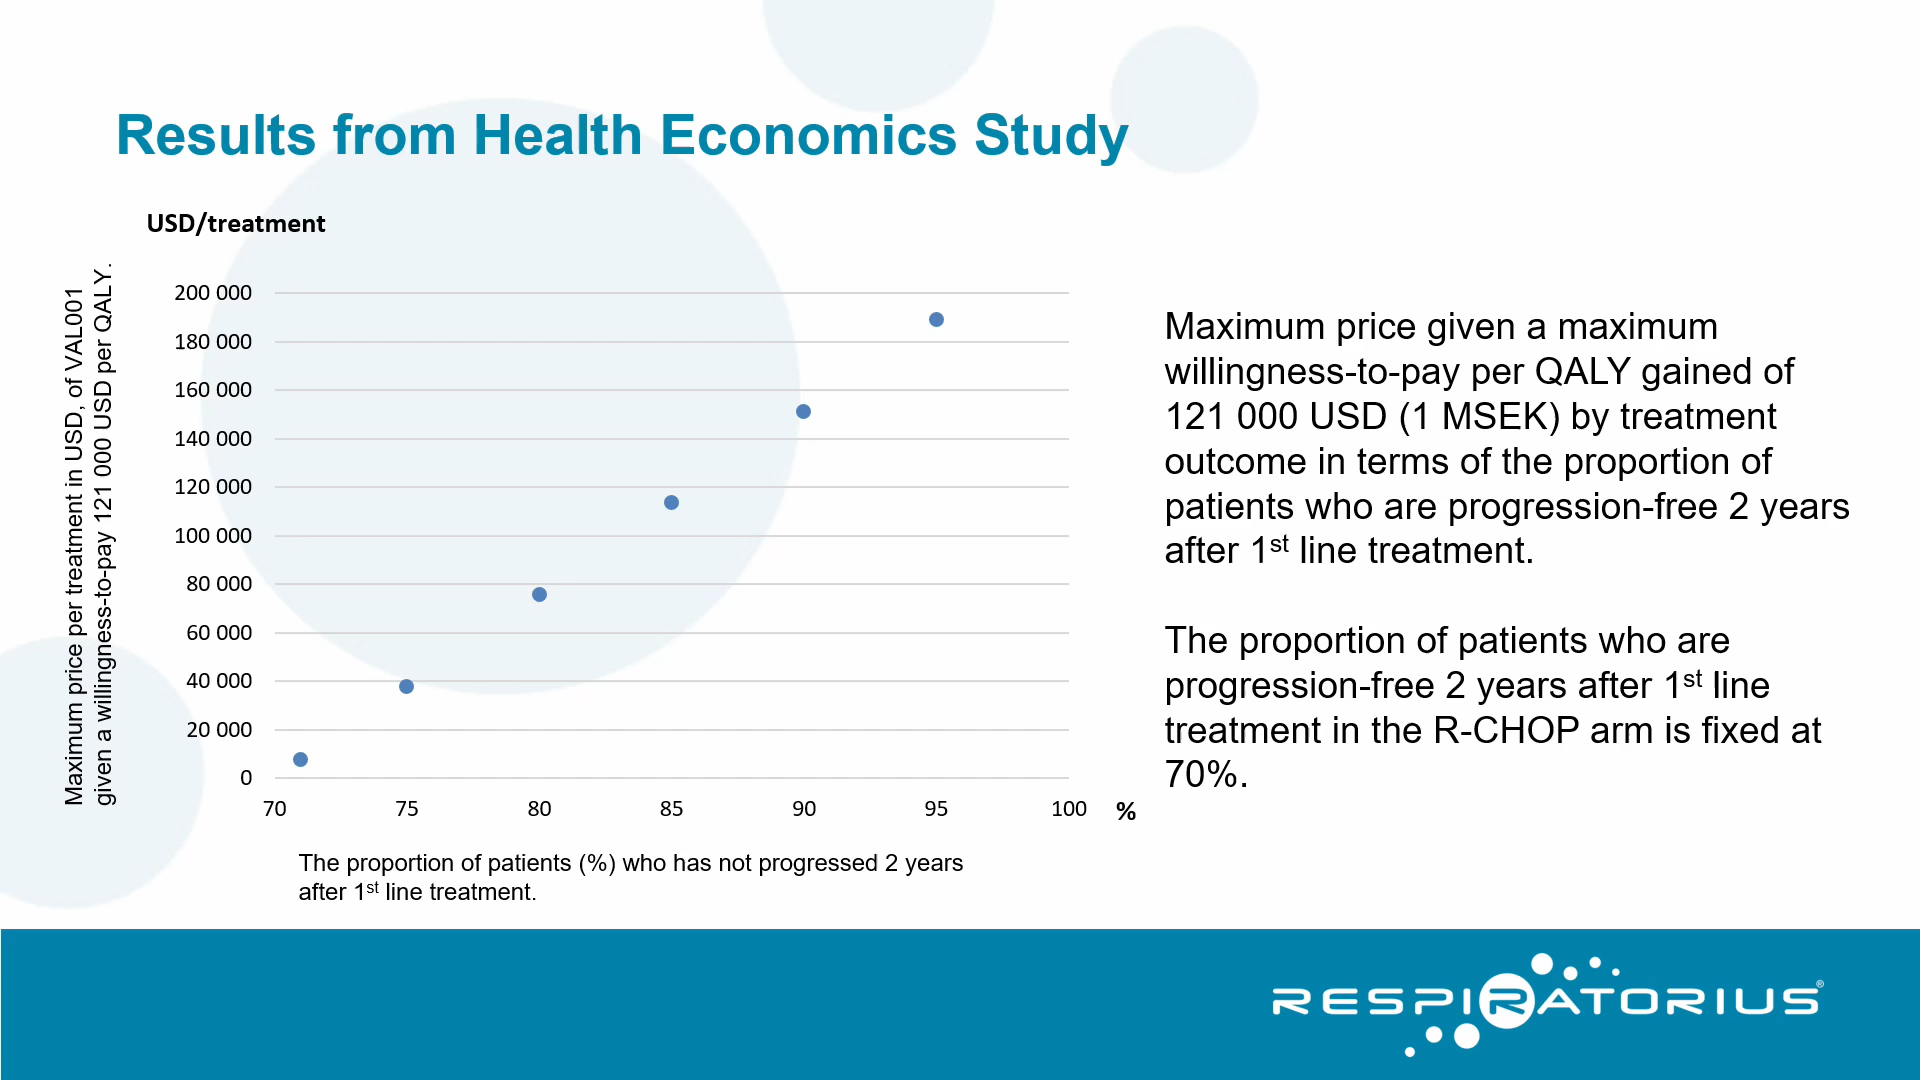 Results from Health Economics Study
USD/treatment
Maximum price per treatment in USD, of VAL001
given a willingness-to-pay 121 000 USD per QALY.
200 000
180 000
160 000
140 000
120 000
100 000
80 000
60 000
40 000
20 000
0
70 75 80 85 90 95 100 %
The proportion of patients (%) who has not progressed 2 years
after 1st line treatment.
Maximum price given a maximum
willingness-to-pay per QALY gained of
121 000 USD (1 MSEK) by treatment
outcome in terms of the proportion of
patients who are progression-free 2 years
after 1st line treatment.
The proportion of patients who are
progression-free 2 years after 1st line
treatment in the R-CHOP arm is fixed at
70%.
RESPIRATORIUS®